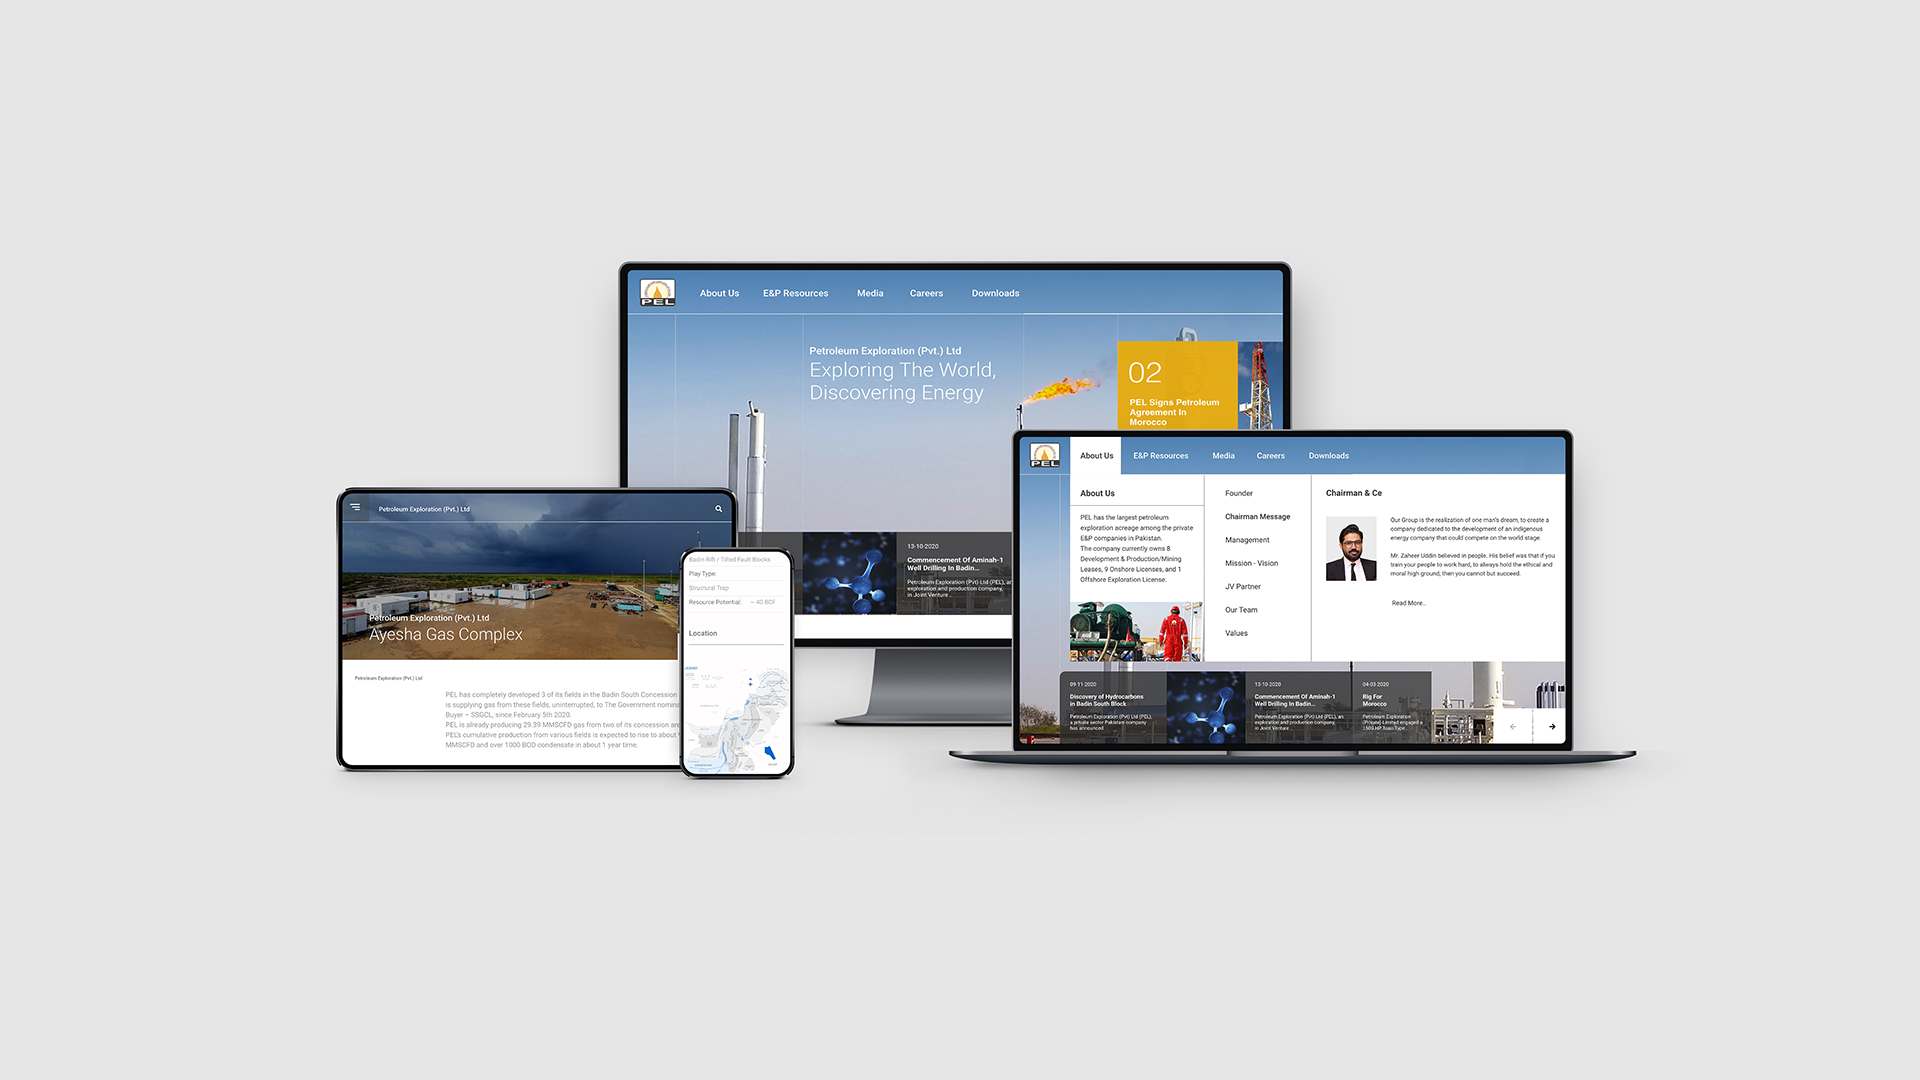 PEL
About Us
E&P Resources
Media
Careers
Downloads
Petroleum Exploration (Pvt.) Ltd
Exploring The World,
Discovering Energy
02
PEL Signs Petroleum
Agreement In
Morocco
13-10-2020
Commencement Of Aminah-1
Well Drilling In Badin...
Petroleum Exploration (Pvt) Ltd (PEL), an
exploration and production company,
in Joint Venture ..
Petroleum Exploration (Pvt.) Ltd
Petroleum Exploration (Pvt.) Ltd
Ayesha Gas Complex
Petroleum Exploration (Pvt.) Ltd
PEL has completely developed 3 of its fields in the Badin South Concession
is supplying gas from these fields, uninterrupted, to The Government
Buyer – SSGCL, since February 5th 2020.
PEL is already producing 29.39 MMSCFD gas from two of its concession
PEL's cumulative production from various fields is expected to rise to about
MMSCFD and over 1000 BOD condensate in about 1 year time.
Badin Rift / Tilted Fault Blocks
Play Type:
Structural Trap
Resource Potential: ~ 40 BCF
Location
PEL
About Us
E&P Resources
Media
Careers
Downloads
About Us
PEL has the largest petroleum
exploration acreage among the private
E&P companies in Pakistan.
The company currently owns 8
Development & Production/Mining
Leases, 9 Onshore Licenses, and 1
Offshore Exploration License.
Founder
Chairman Message
Management
Mission - Vision
JV Partner
Our Team
Values
Chairman & Ce
Our Group is the realization of one man's dream, to create a
company dedicated to the development of an indigenous
energy company that could compete on the world stage.
Mr. Zaheer Uddin believed in people. His belief was that if you
train your people to work hard, to always hold the ethical and
moral high ground, then you cannot but succeed.
Read More..
09-11-2020
Discovery of Hydrocarbons
in Badin South Block
Petroleum Exploration (Pvt) Ltd (PEL),
a private sector Pakistani company
has announced
13-10-2020
Commencement Of Aminah-1
Well Drilling In Badin...
Petroleum Exploration (Pvt) Ltd (PEL), an
exploration and production company,
in Joint Venture ..
04-03-2020
Rig For
Morocco
Petroleum Exploration
(Private) Limited engaged a
1500 HP Team Type..